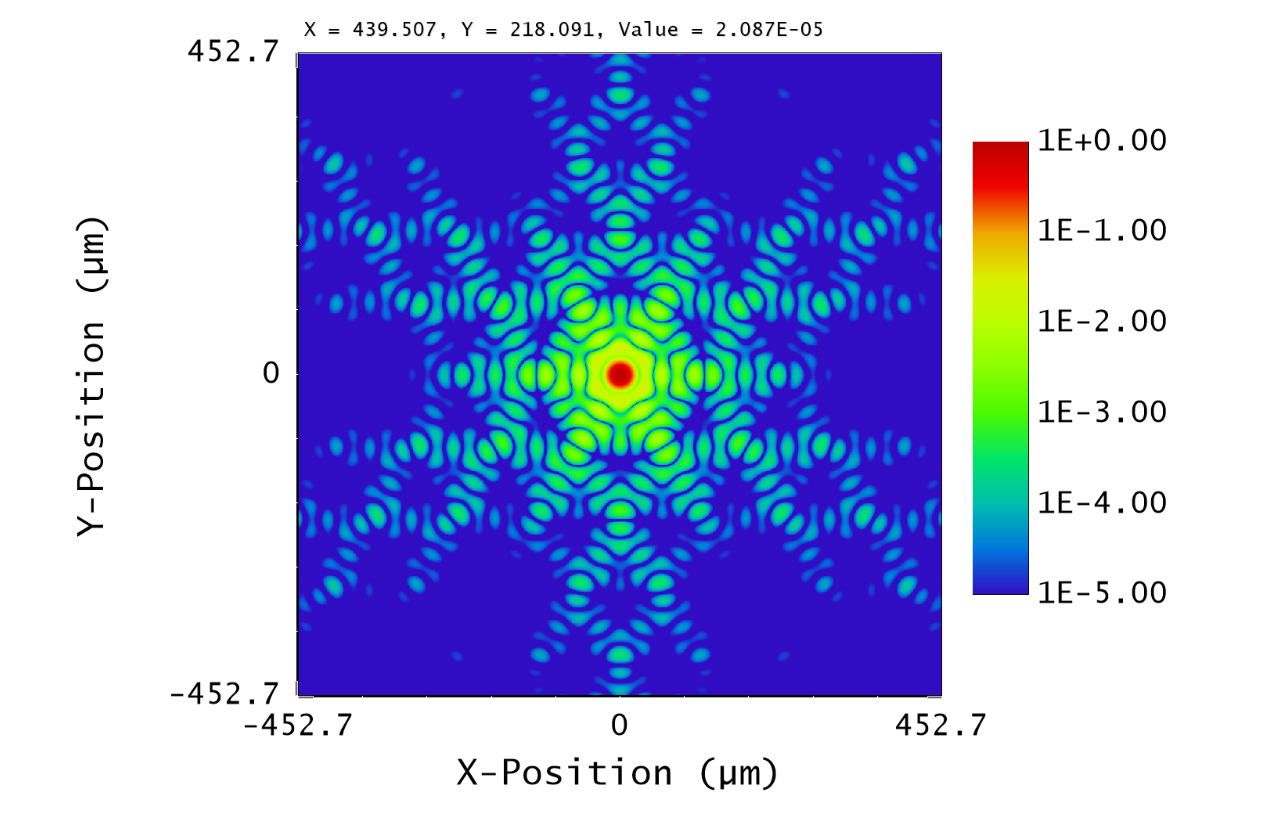 X = 439.507, Y = 218.091, Value = 2.087E-05
452.7
0
-452.7
Y-Position (µm)
-452.7
0
452.7
X-Position (µm)
1E+0.00
1E-1.00
1E-2.00
1E-3.00
1E-4.00
1E-5.00